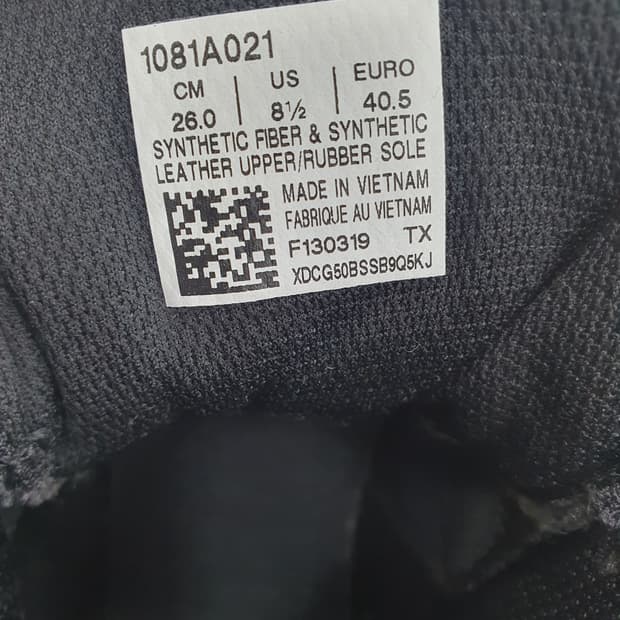 1081A021
CM | US | EURO
26.0 | 8½ | 40.5
SYNTHETIC FIBER & SYNTHETIC
LEATHER UPPER/RUBBER SOLE
MADE IN VIETNAM
FABRIQUE AU VIETNAM
F130319 TX
XDCG50BSSB9Q5KJ